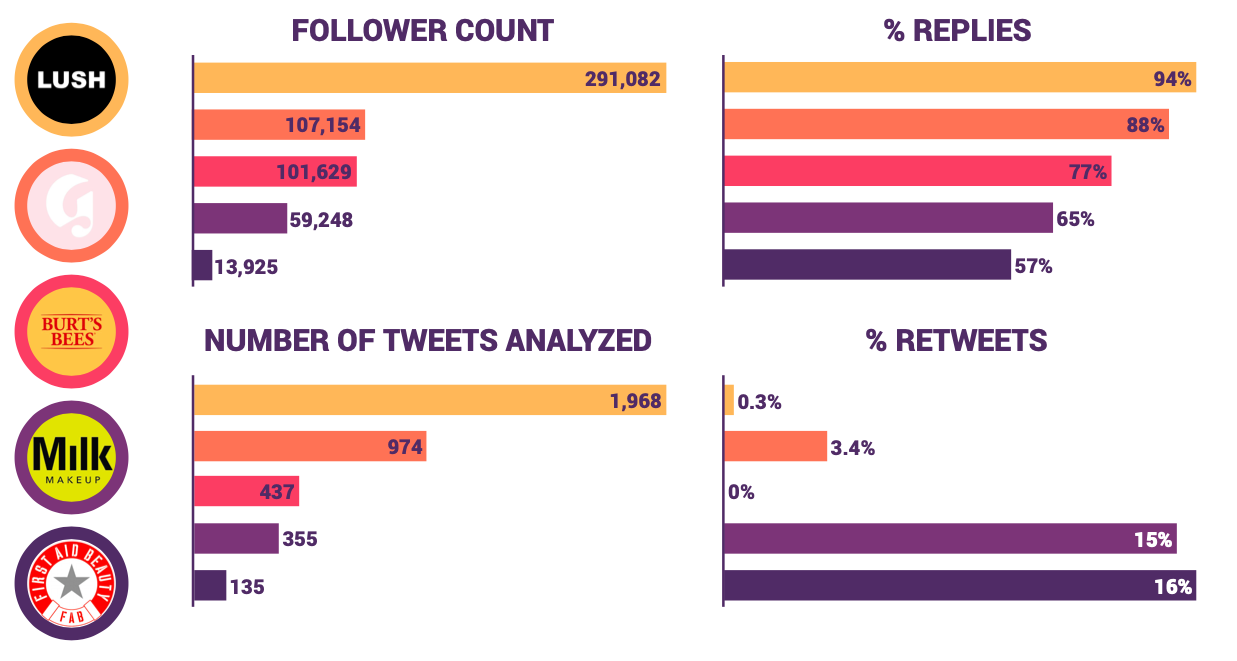 LUSH
G
BURT'S
BEES
Milk
MAKEUP
FIRST AID BEAUTY
FAB
FOLLOWER COUNT
291,082
107,154
101,629
59,248
13,925
% REPLIES
94%
88%
77%
65%
57%
NUMBER OF TWEETS ANALYZED
1,968
974
437
355
135
% RETWEETS
0.3%
3.4%
0%
15%
16%